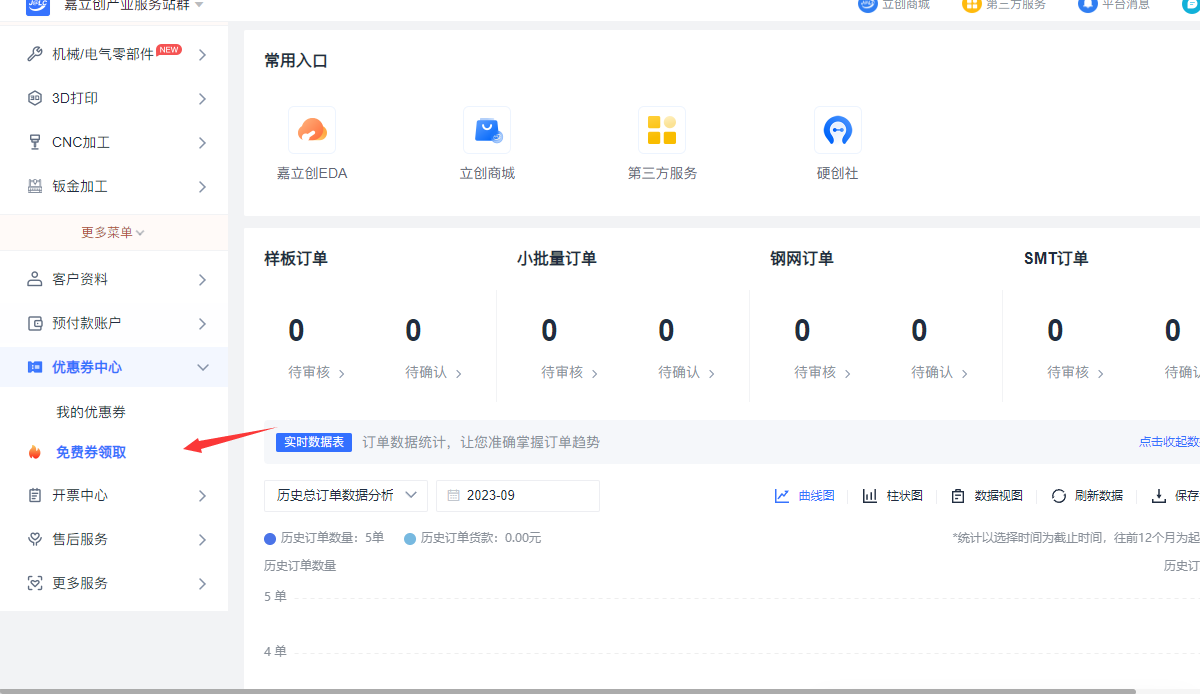 嘉立创产业服务站群
立创商城
第三方服务
平台消息
机械/电气零部件 NEW
3D打印
CNC加工
钣金加工
更多菜单
客户资料
预付款账户
优惠券中心
我的优惠券
免费券领取
开票中心
售后服务
更多服务
常用入口
嘉立创EDA
立创商城
第三方服务
硬创社
样板订单
小批量订单
钢网订单
SMT订单
0 0 0 0 0 0 0 0
待审核 待确认 待审核 待确认 待审核 待确认 待审核 待确认
实时数据表 订单数据统计，让您准确掌握订单趋势 点击收起数
历史总订单数据分析 2023-09 曲线图 柱状图 数据视图 刷新数据 保存
历史订单数量：5单 历史订单货款：0.00元 *统计以选择时间为截止时间，往前12个月为起
历史订单数量 历史订
5 单
4 单